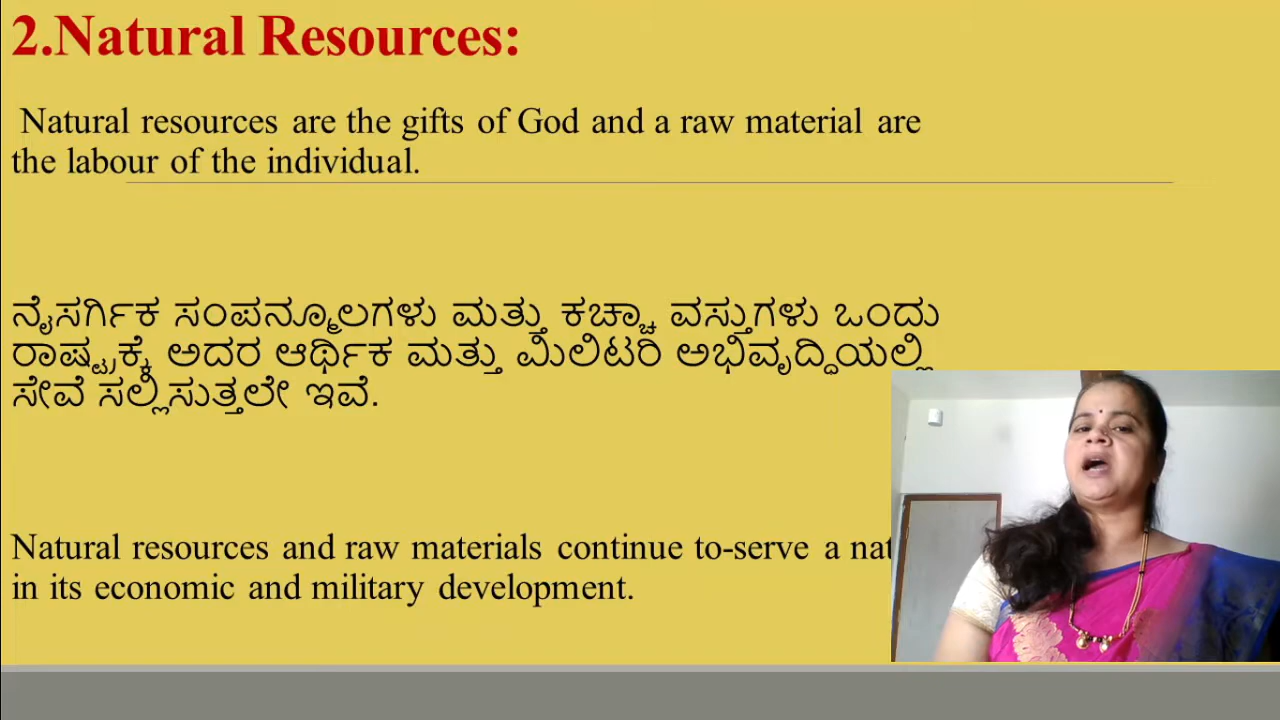 2.Natural Resources:
Natural resources are the gifts of God and a raw material are
the labour of the individual.
ನೈಸರ್ಗಿಕ ಸಂಪನ್ಮೂಲಗಳು ಮತ್ತು ಕಚ್ಚಾ ವಸ್ತುಗಳು ಒಂದು
ರಾಷ್ಟ್ರಕ್ಕೆ ಅದರ ಆರ್ಥಿಕ ಮತ್ತು ಮಿಲಿಟರಿ ಅಭಿವೃದ್ಧಿಯಲ್ಲಿ
ಸೇವೆ ಸಲ್ಲಿಸುತ್ತಲೇ ಇವೆ.
Natural resources and raw materials continue to-serve a
in its economic and military development.